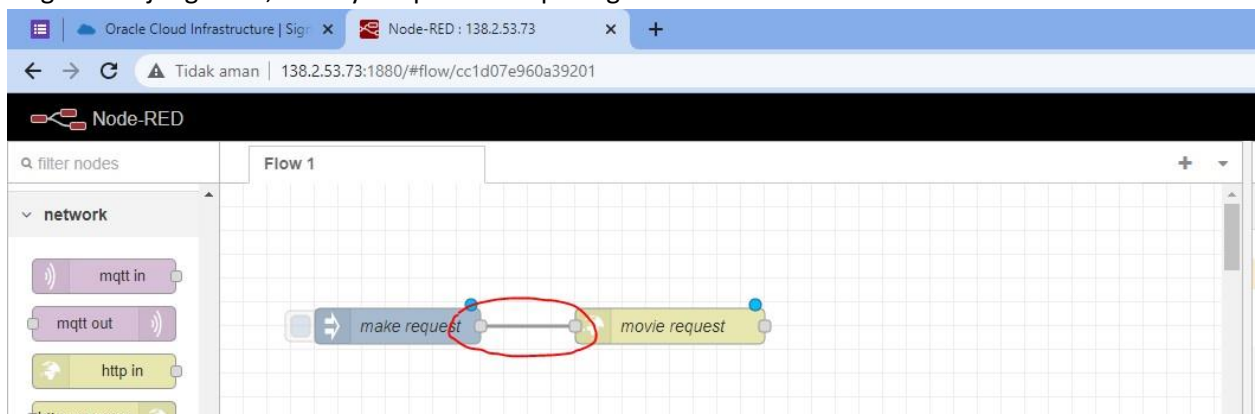 Oracle Cloud Infrastructure | Sign
Node-RED : 138.2.53.73
Tidak aman | 138.2.53.73:1880/#flow/cc1d07e960a39201
Node-RED
filter nodes
Flow 1
network
mqtt in
make request
movie request
mqtt out
http in